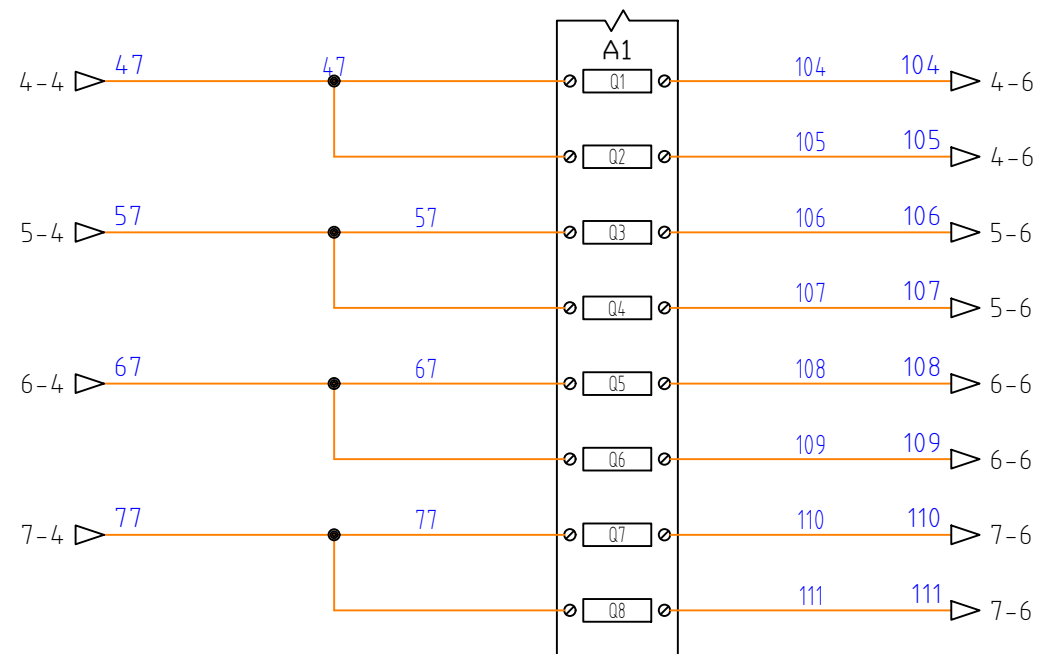 A1
4-4 47 47 Q1 104 104 4-6
Q2 105 105 4-6
5-4 57 57 Q3 106 106 5-6
Q4 107 107 5-6
6-4 67 67 Q5 108 108 6-6
Q6 109 109 6-6
7-4 77 77 Q7 110 110 7-6
Q8 111 111 7-6